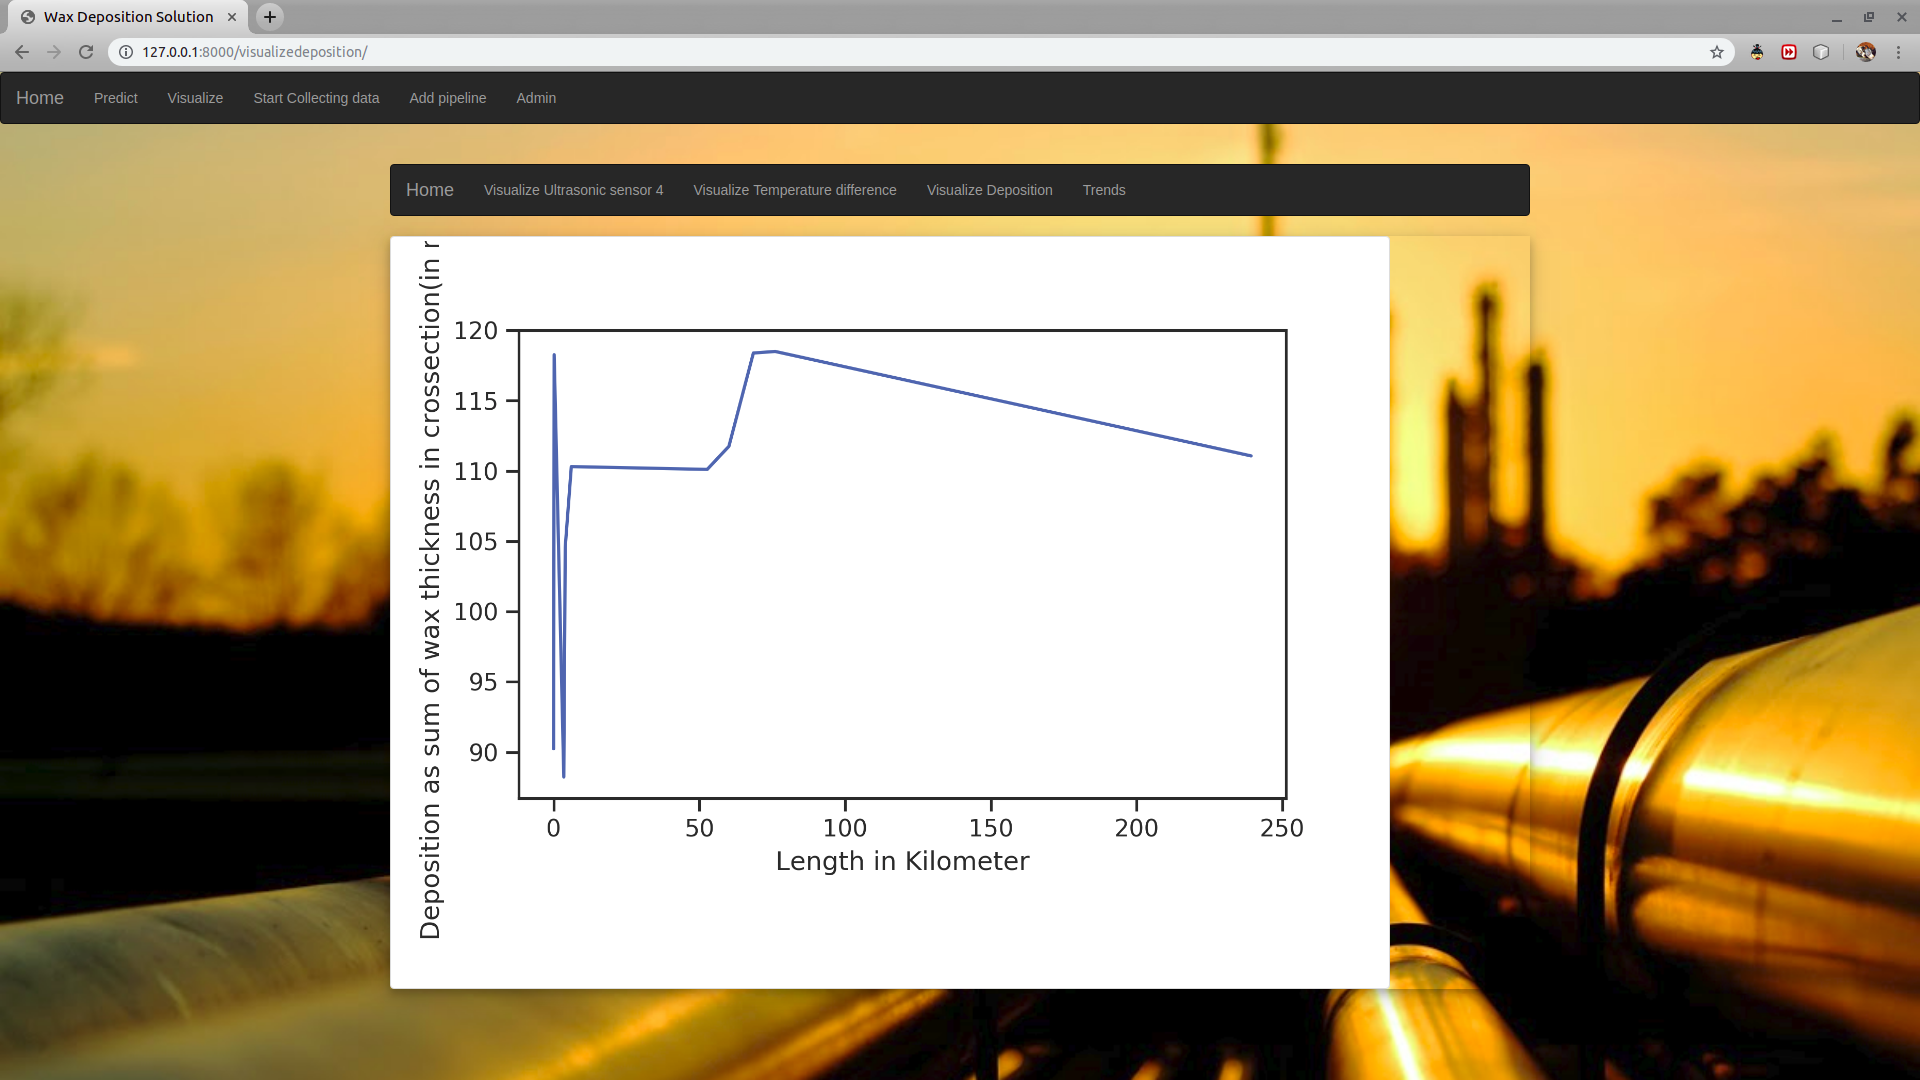 Wax Deposition Solution
127.0.0.1:8000/visualizedeposition/
Home Predict Visualize Start Collecting data Add pipeline Admin
Home Visualize Ultrasonic sensor 4 Visualize Temperature difference Visualize Deposition Trends
Deposition as sum of wax thickness in crossection(in
120
115
110
105
100
95
90
0 50 100 150 200 250
Length in Kilometer